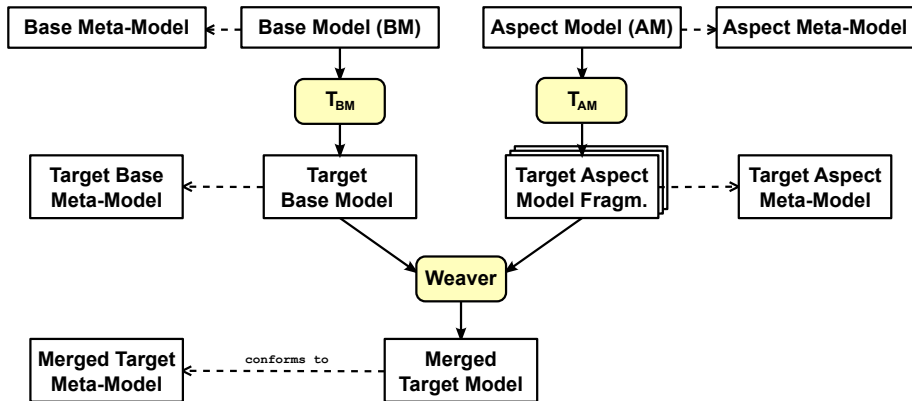 Base Meta-Model
Base Model (BM)
Aspect Model (AM)
Aspect Meta-Model
T_BM
T_AM
Target Base
Meta-Model
Target
Base Model
Target Aspect
Model Fragm.
Target Aspect
Meta-Model
Weaver
Merged Target
Meta-Model
conforms to
Merged
Target Model